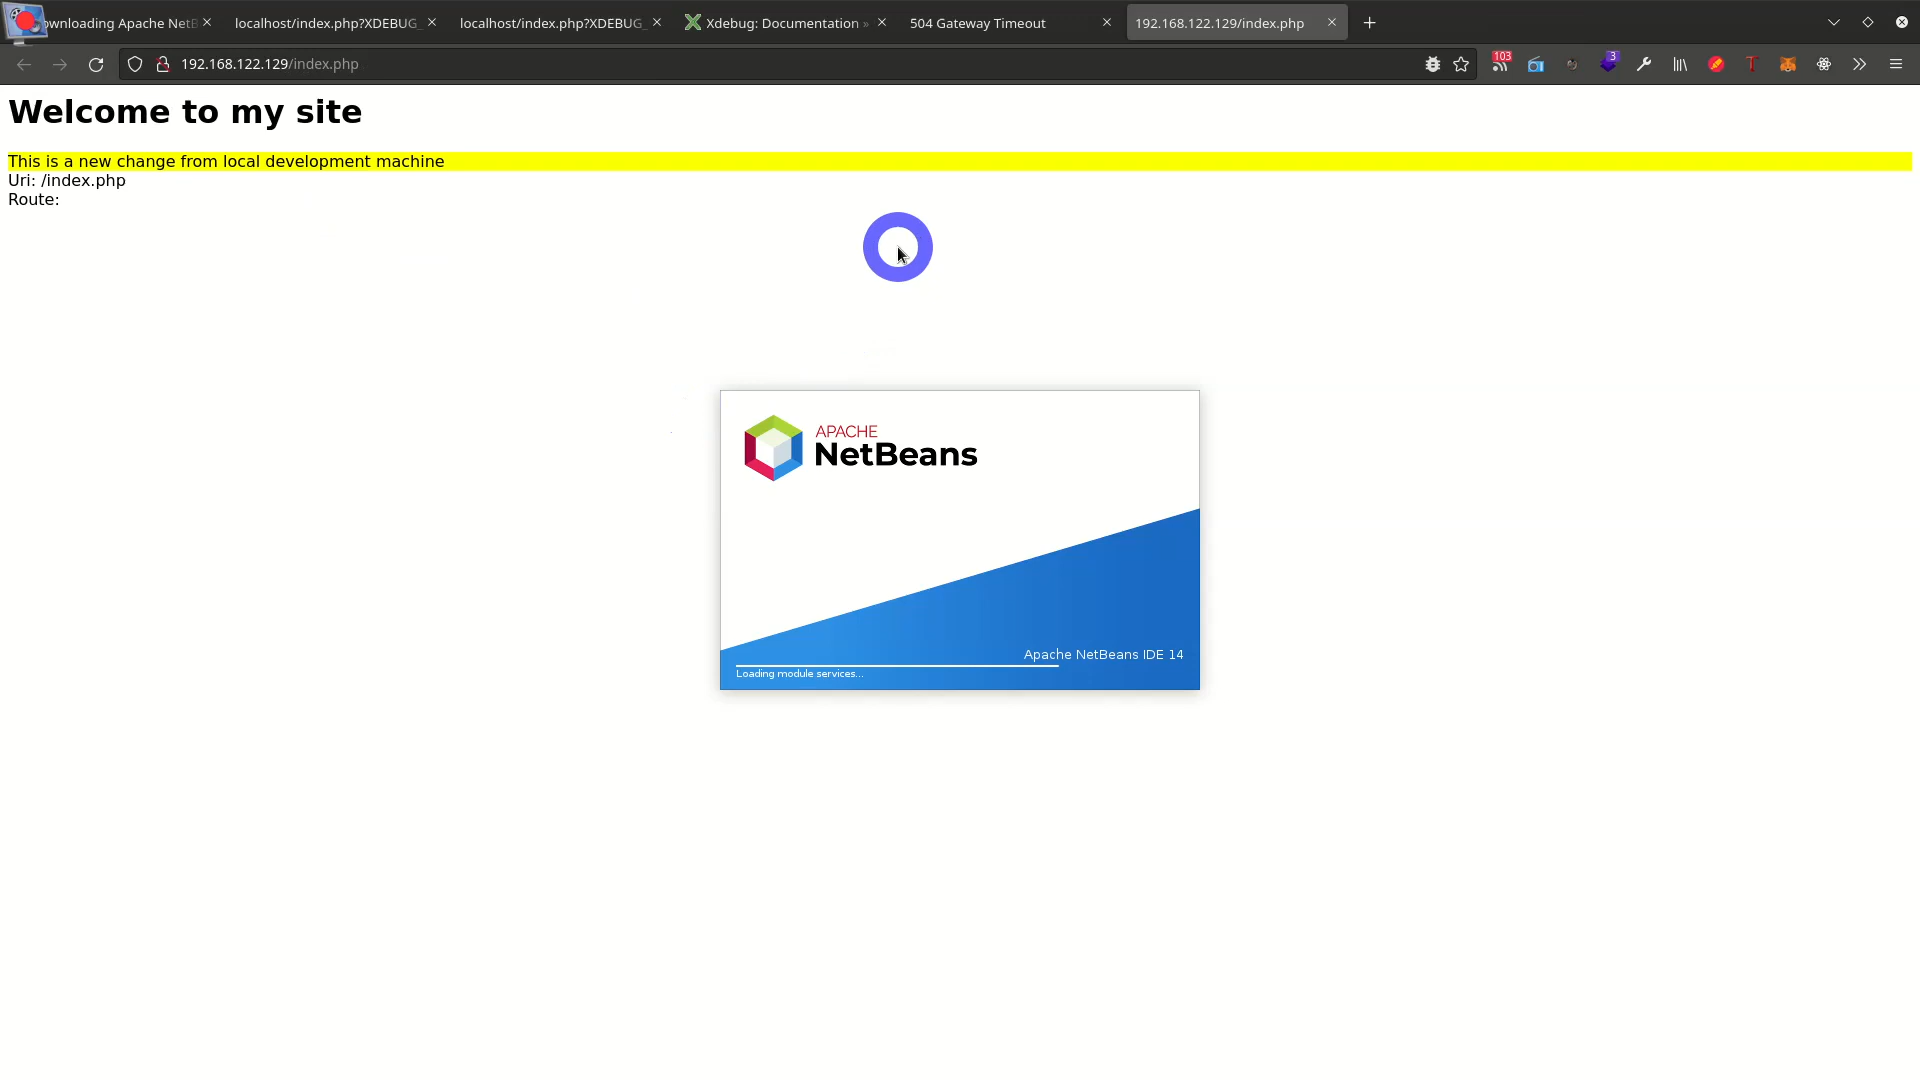 ownloading Apache NetB
localhost/index.php?XDEBUG_
localhost/index.php?XDEBUG_
Xdebug: Documentation »
504 Gateway Timeout
192.168.122.129/index.php
192.168.122.129/index.php
103
3
Welcome to my site
This is a new change from local development machine
Uri: /index.php
Route:
APACHE
NetBeans
Apache NetBeans IDE 14
Loading module services...